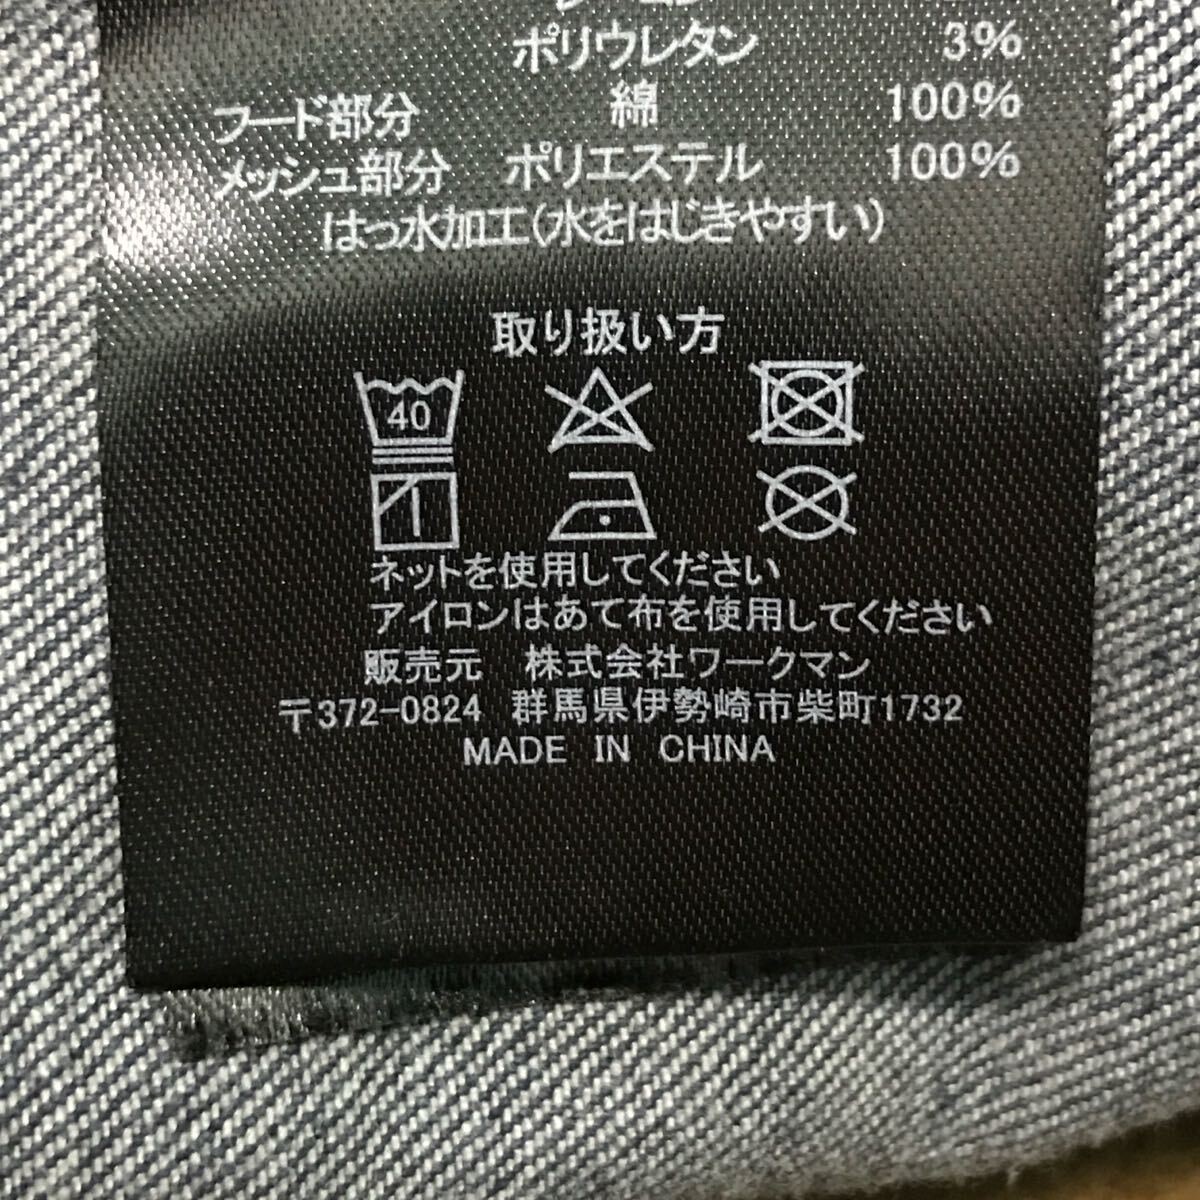 ポリウレタン 3%
フード部分 綿 100%
メッシュ部分 ポリエステル 100%
はっ水加工(水をはじきやすい)
取り扱い方
40
ネットを使用してください
アイロンはあて布を使用してください
販売元 株式会社ワークマン
〒372-0824 群馬県伊勢崎市柴町1732
MADE IN CHINA